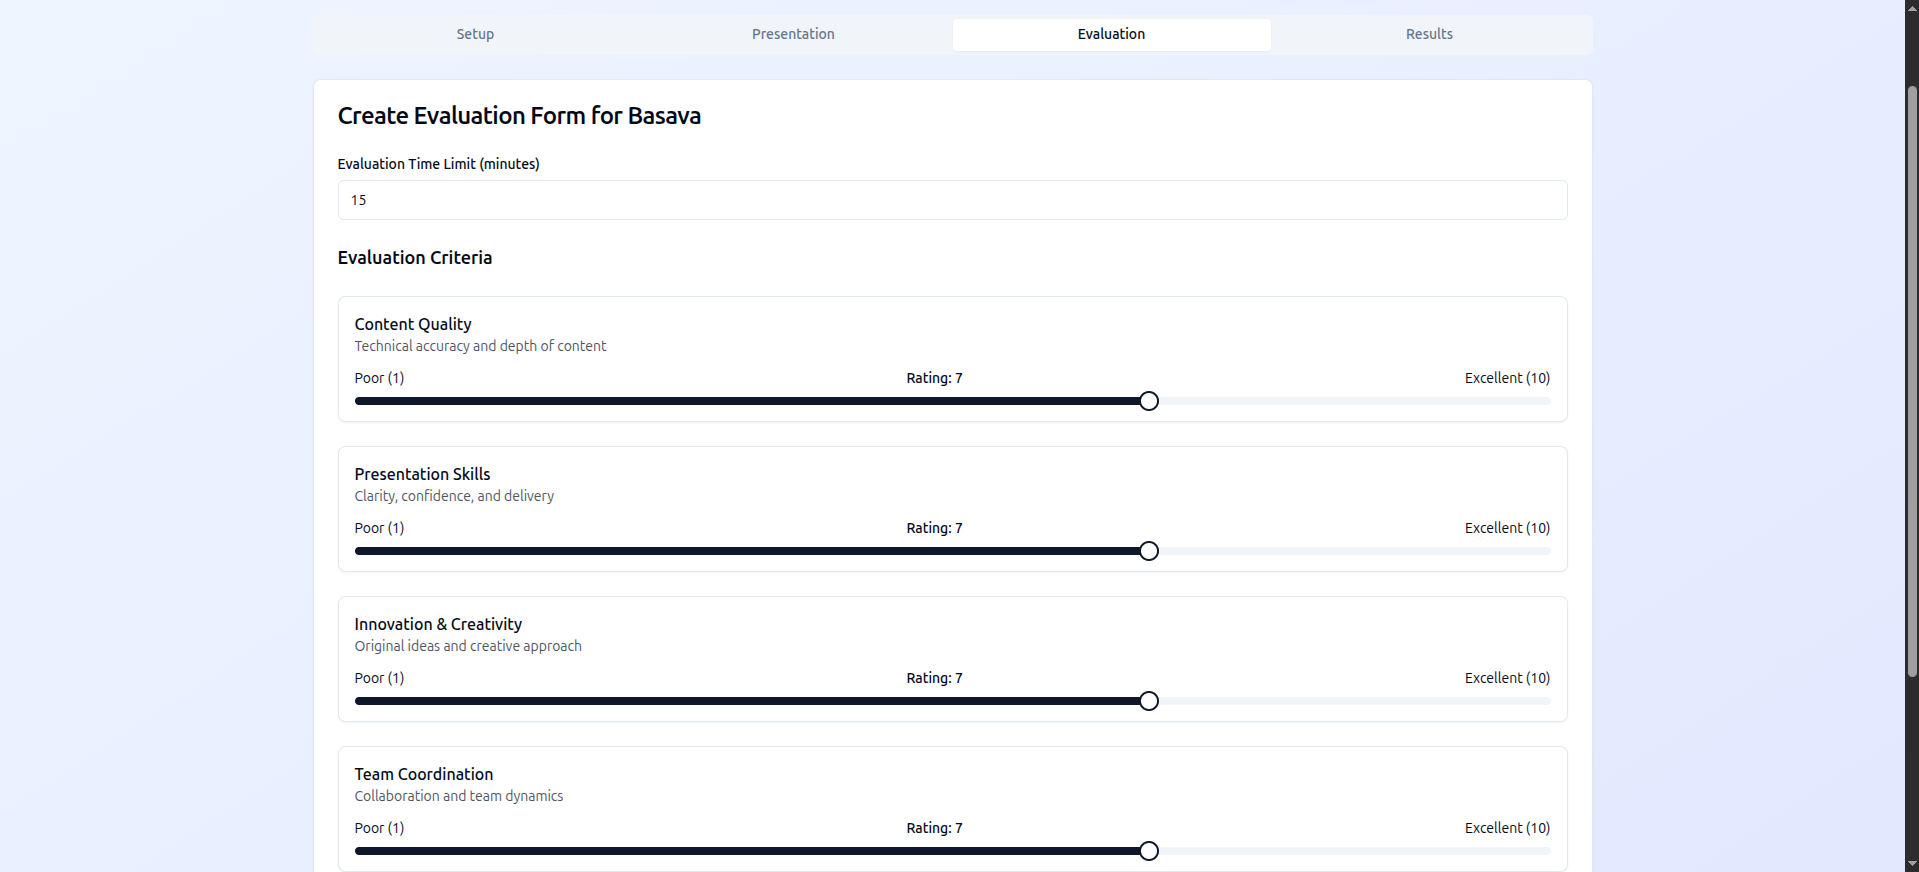 Setup Presentation Evaluation Results
Create Evaluation Form for Basava
Evaluation Time Limit (minutes)
15
Evaluation Criteria
Content Quality
Technical accuracy and depth of content
Poor (1) Rating: 7 Excellent (10)
Presentation Skills
Clarity, confidence, and delivery
Poor (1) Rating: 7 Excellent (10)
Innovation & Creativity
Original ideas and creative approach
Poor (1) Rating: 7 Excellent (10)
Team Coordination
Collaboration and team dynamics
Poor (1) Rating: 7 Excellent (10)